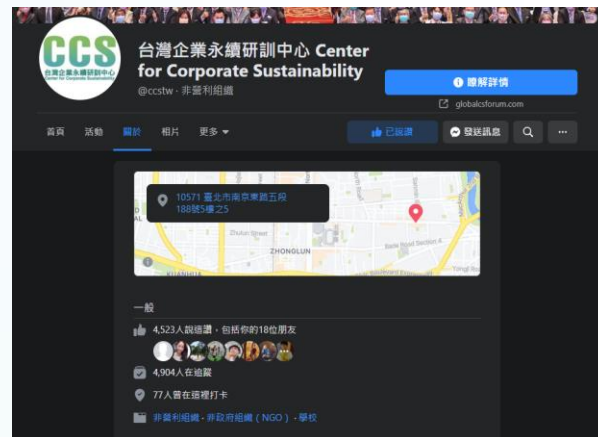 CCS
台灣企業永續研訓中心
台灣企業永續研訓中心 Center
for Corporate Sustainability
@ccstw · 非營利組織
瞭解詳情
globalcsforum.com
首頁 活動 關於 相片 更多
已說讚 發送訊息
10571 臺北市南京東路五段
188號5樓之5
Zhulun Street
ZHONGLUN
一般
4,523人說這讚，包括你的18位朋友
4,904人在追蹤
77人曾在這裡打卡
非營利組織 · 非政府組織（NGO） · 學校